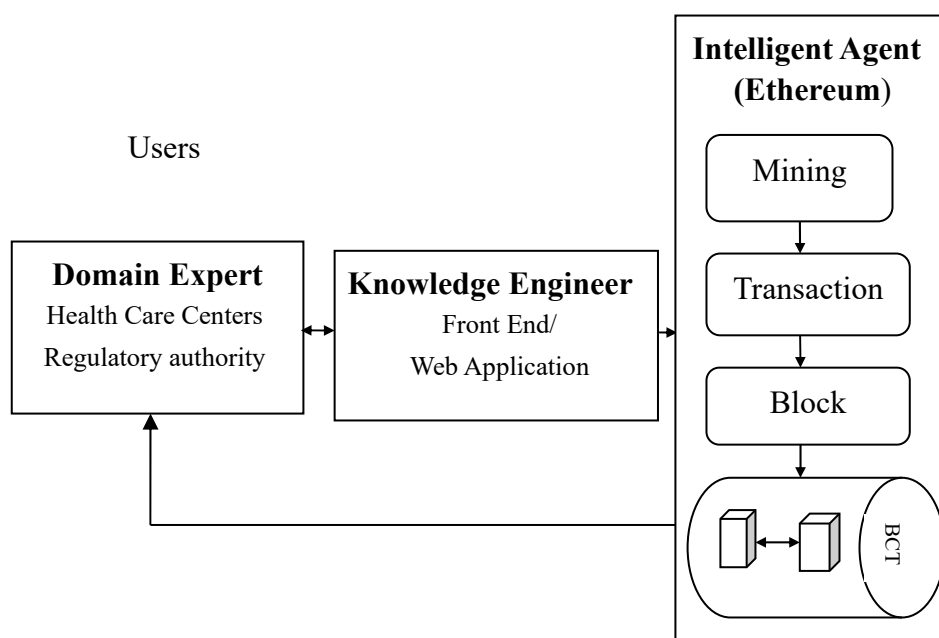 Users
Domain Expert
Health Care Centers
Regulatory authority
Knowledge Engineer
Front End/
Web Application
Intelligent Agent
(Ethereum)
Mining
Transaction
Block
BCT